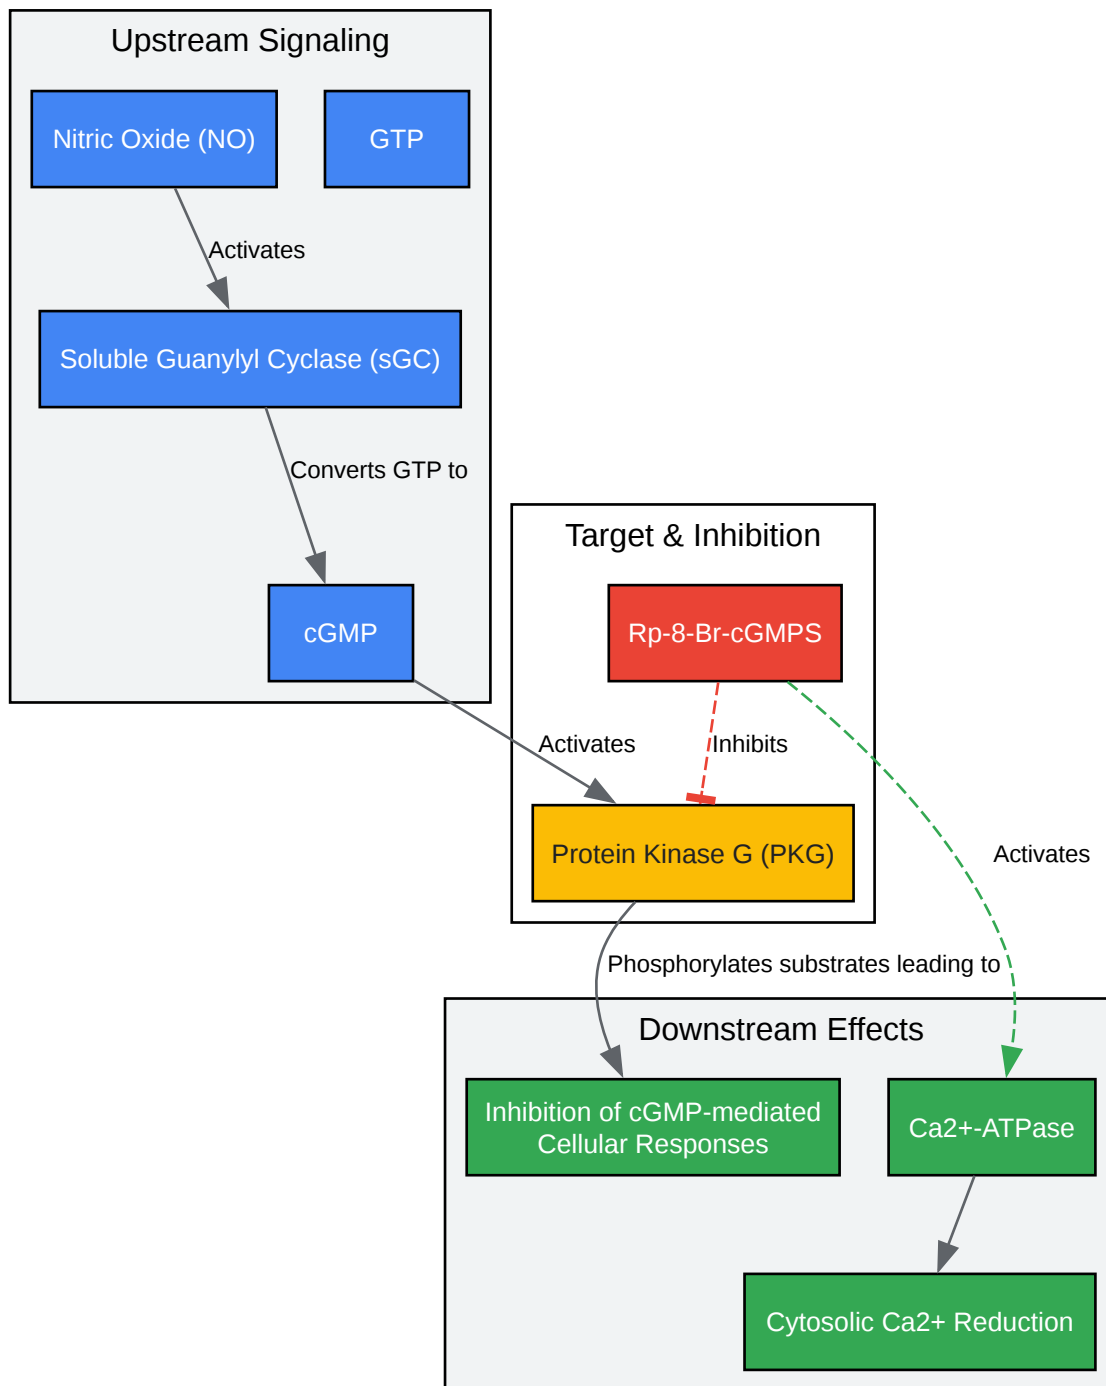 Upstream Signaling
Nitric Oxide (NO)
GTP
Activates
Soluble Guanylyl Cyclase (sGC)
Converts GTP to
cGMP
Target & Inhibition
Rp-8-Br-cGMPS
Activates
Inhibits
Protein Kinase G (PKG)
Activates
Phosphorylates substrates leading to
Downstream Effects
Inhibition of cGMP-mediated
Cellular Responses
Ca2+-ATPase
Cytosolic Ca2+ Reduction